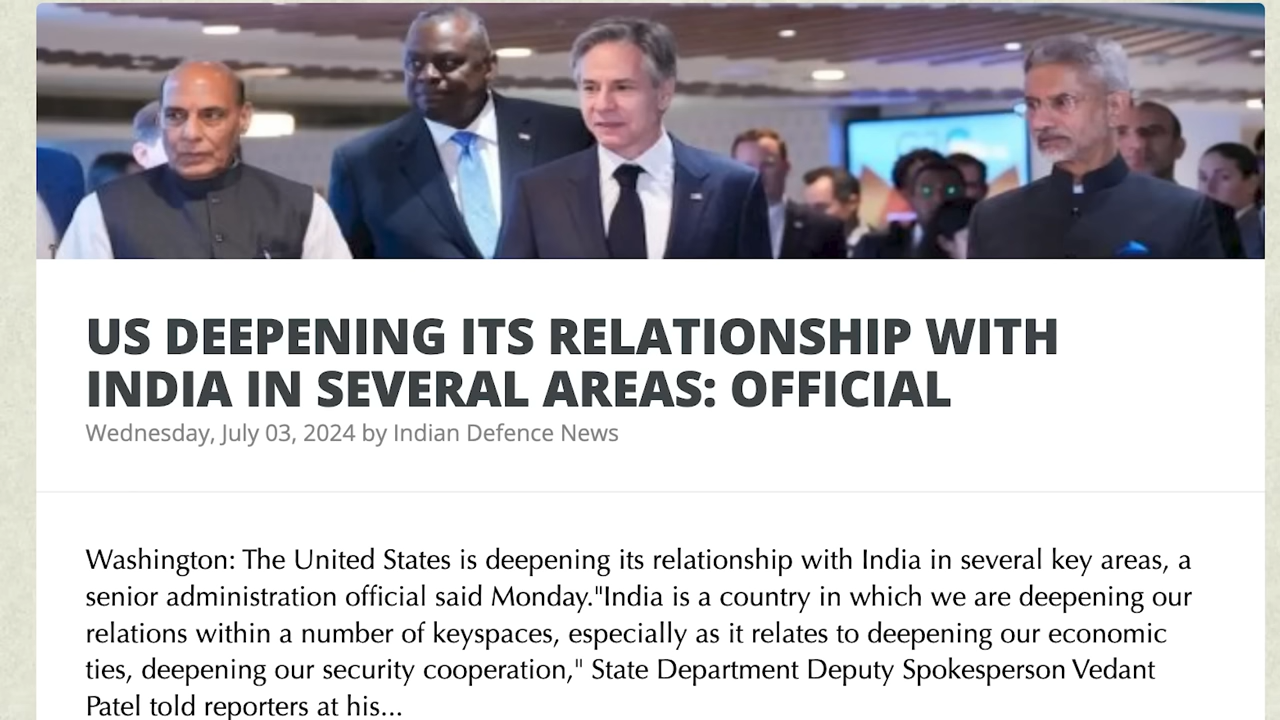 US DEEPENING ITS RELATIONSHIP WITH
INDIA IN SEVERAL AREAS: OFFICIAL
Wednesday, July 03, 2024 by Indian Defence News
Washington: The United States is deepening its relationship with India in several key areas, a
senior administration official said Monday."India is a country in which we are deepening our
relations within a number of keyspaces, especially as it relates to deepening our economic
ties, deepening our security cooperation," State Department Deputy Spokesperson Vedant
Patel told reporters at his...